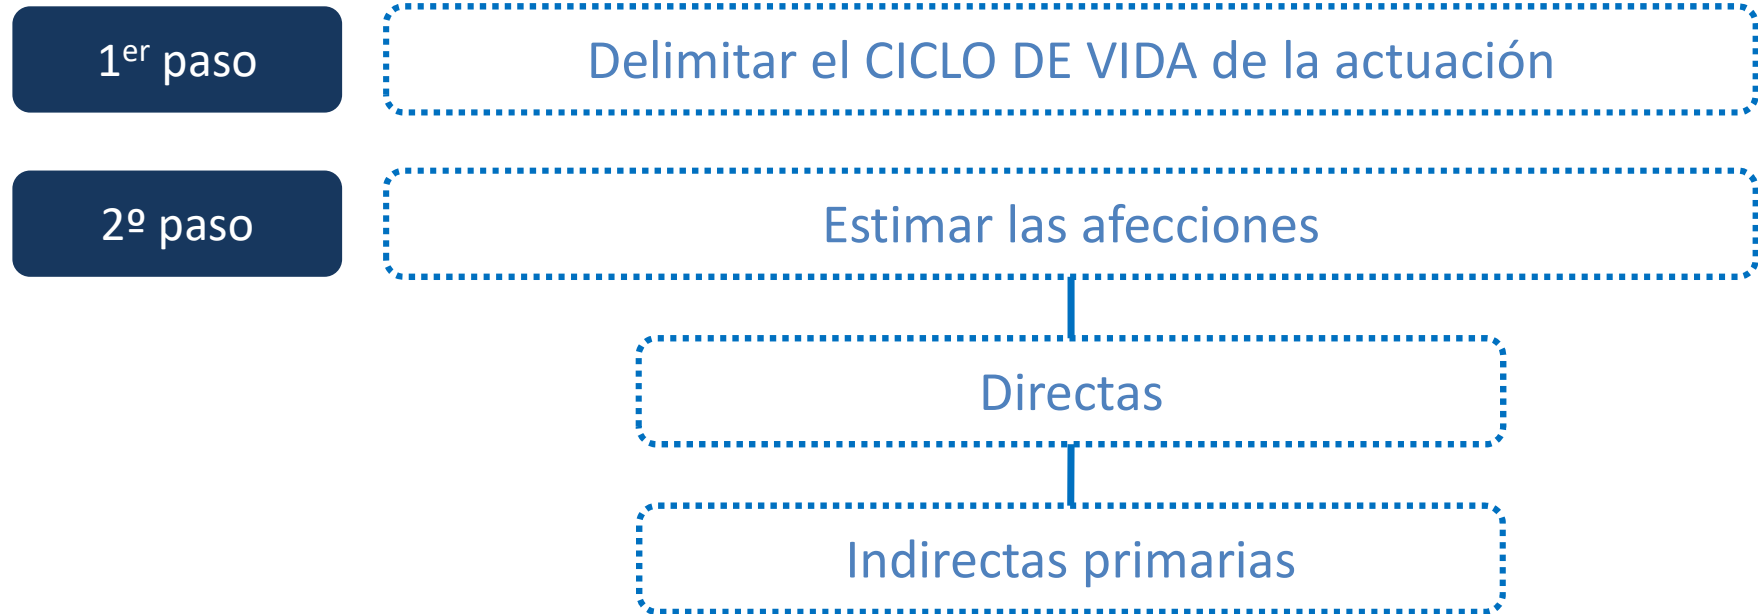 1er paso
Delimitar el CICLO DE VIDA de la actuación
2º paso
Estimar las afecciones
Directas
Indirectas primarias